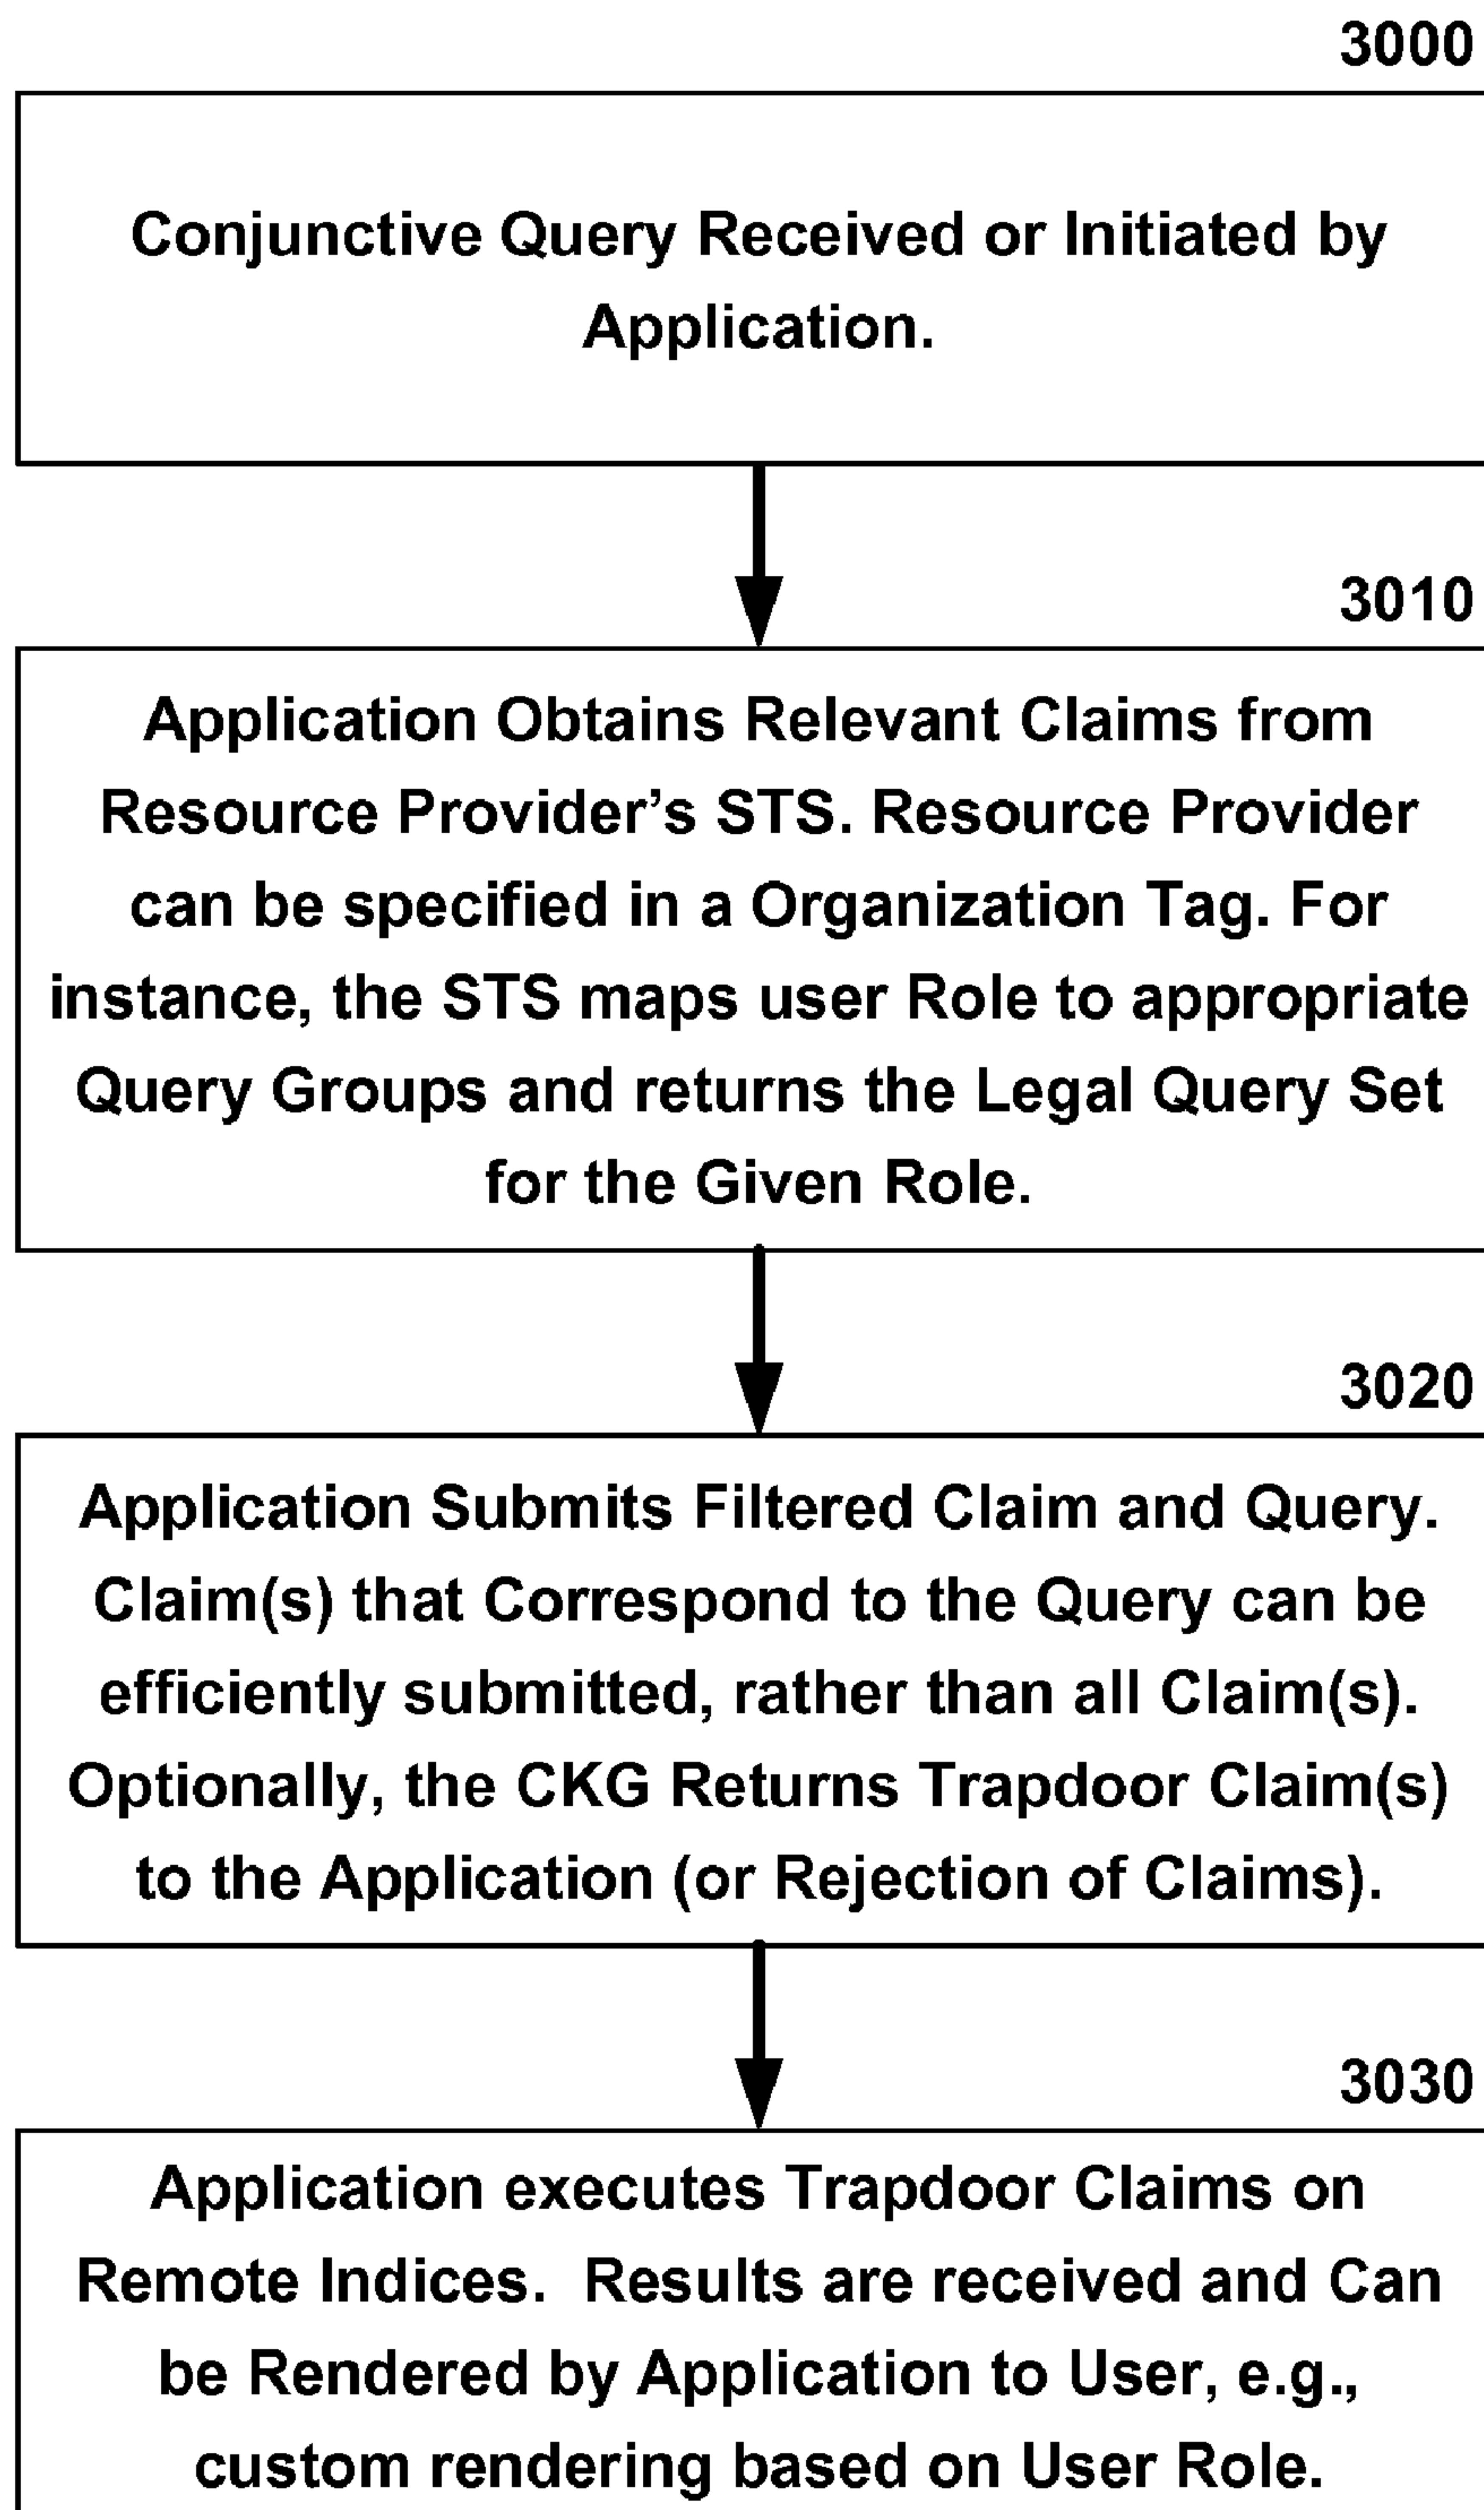 3000
Conjunctive Query Received or Initiated by
Application.
3010
Application Obtains Relevant Claims from
Resource Provider’s STS. Resource Provider
can be specified in a Organization Tag. For
instance, the STS maps user Role to appropriate
Query Groups and returns the Legal Query Set
for the Given Role.
3020
Application Submits Filtered Claim and Query.
Claim(s) that Correspond to the Query can be
efficiently submitted, rather than all Claim(s).
Optionally, the CKG Returns Trapdoor Claim(s)
to the Application (or Rejection of Claims).
3030
Application executes Trapdoor Claims on
Remote Indices.  Results are received and Can
be Rendered by Application to User, e.g.,
custom rendering based on User Role.